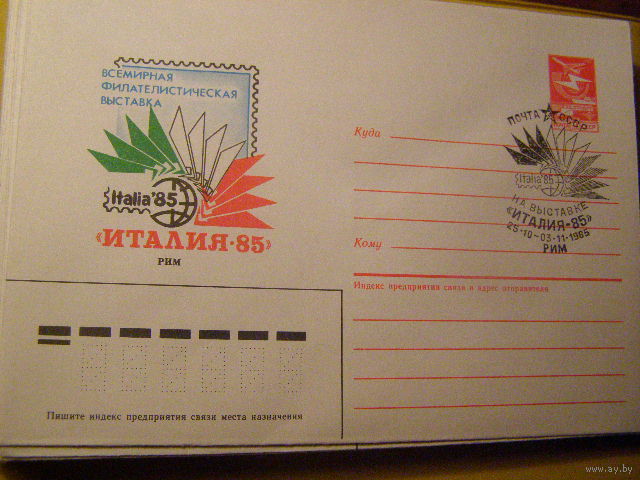 ВСЕМИРНАЯ
ФИЛАТЕЛИСТИЧЕСКАЯ
ВЫСТАВКА
Italia '85
«ИТАЛИЯ·85»
РИМ
Куда
Кому
Индекс предприятия связи и адрес отправителя
Пишите индекс предприятия связи места назначения
ПОЧТА СССР
Italia '85
НА ВЫСТАВКЕ
«ИТАЛИЯ-85»
25·10-03·11·1985
РИМ
www.ay.by